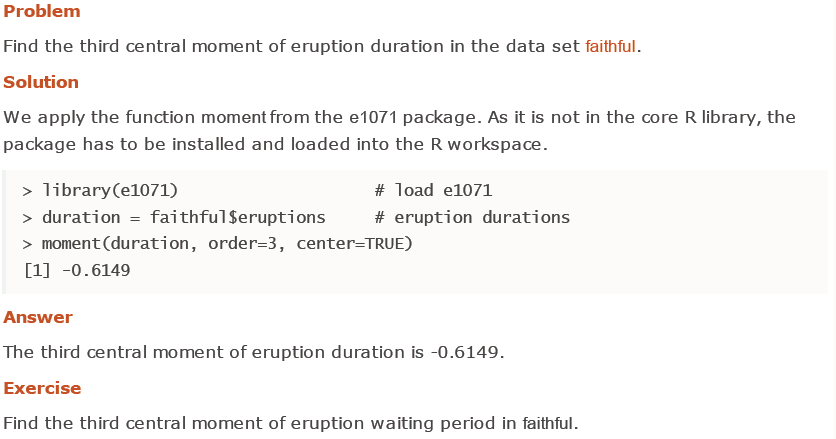 Problem
Find the third central moment of eruption duration in the data set faithful.
Solution
We apply the function moment from the e1071 package. As it is not in the core R library, the
package has to be installed and loaded into the R workspace.
> library(e1071)                    # load e1071
> duration = faithful$eruptions     # eruption durations
> moment(duration, order=3, center=TRUE)
[1] -0.6149
Answer
The third central moment of eruption duration is -0.6149.
Exercise
Find the third central moment of eruption waiting period in faithful.